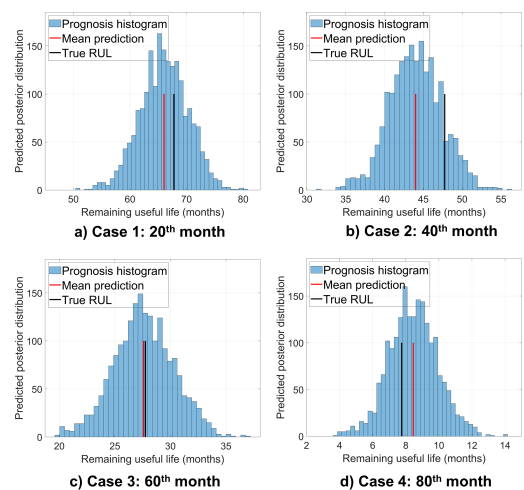 Prognosis histogram
Mean prediction
True RUL
Predicted posterior distribution
150
100
50
0
50
60
70
80
Remaining useful life (months)
a) Case 1: 20th month
Prognosis histogram
Mean prediction
True RUL
Predicted posterior distribution
150
100
50
0
30
35
40
45
50
55
Remaining useful life (months)
b) Case 2: 40th month
Prognosis histogram
Mean prediction
True RUL
Predicted posterior distribution
150
100
50
0
20
25
30
35
Remaining useful life (months)
c) Case 3: 60th month
Prognosis histogram
Mean prediction
True RUL
Predicted posterior distribution
150
100
50
0
2
4
6
8
10
12
14
Remaining useful life (months)
d) Case 4: 80th month